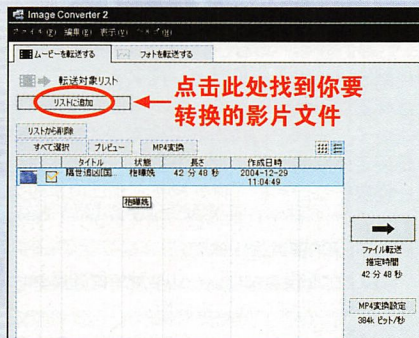 Image Converter 2
ファイル(F) 編集(E) 表示(V) ヘルプ(H)
ムービーを転送する フォトを転送する
転送対象リスト
リストに追加
点击此处找到你要
转换的影片文件
リストから削除
すべて選択 プレビュー MP4変換
タイトル 状態 長さ 作成日時
隔世追凶[国... 42 分 48 秒 2004-12-29
11:04:49
ファイル転送
推定時間
42 分 48 秒
MP4変換設定
384k ビット/秒